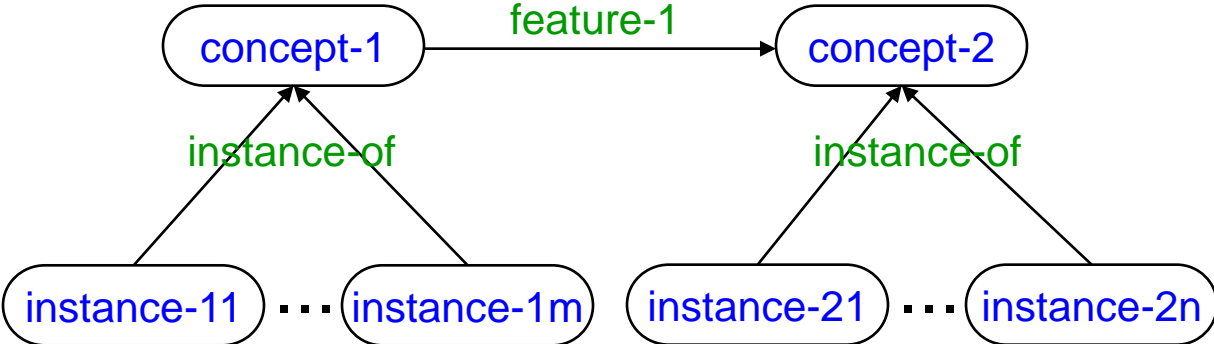 feature-1
concept-1 concept-2
instance-of instance-of
instance-11 instance-1m instance-21 instance-2n